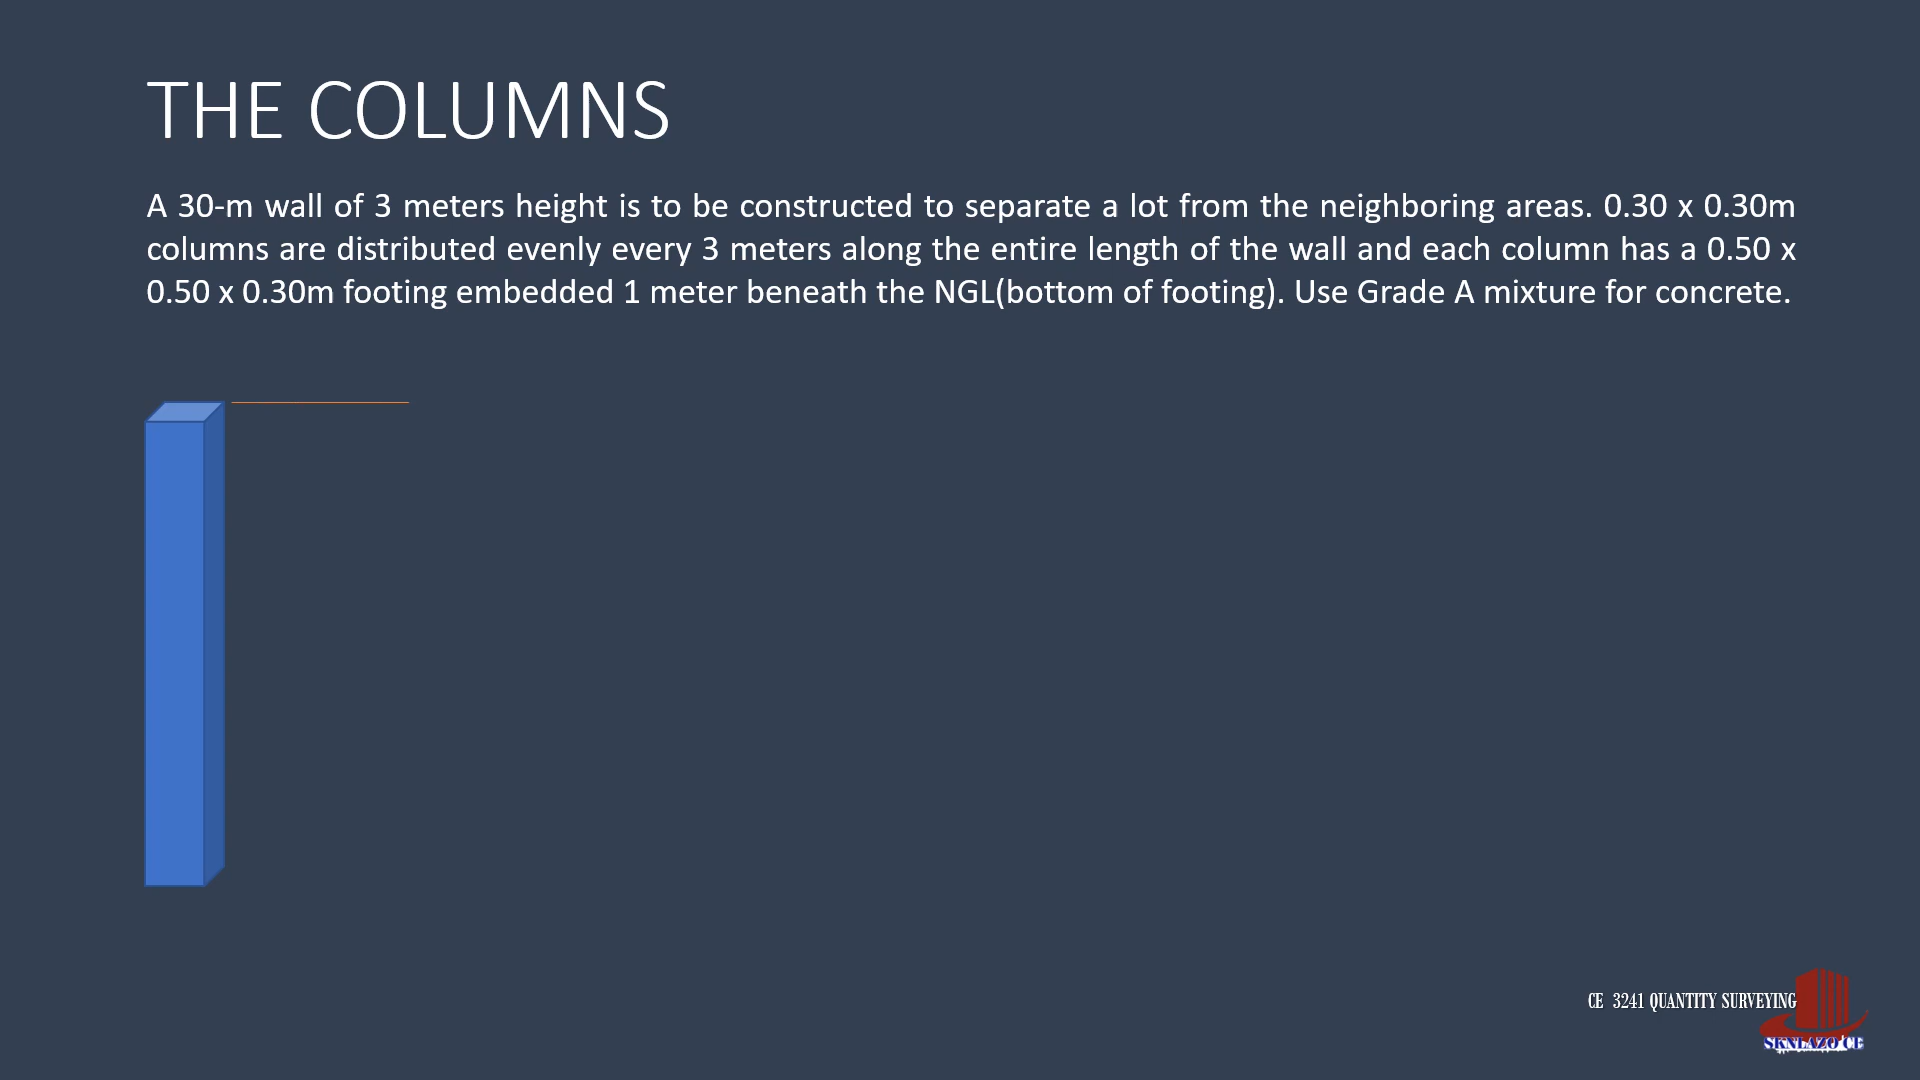 THE COLUMNS
A 30-m wall of 3 meters height is to be constructed to separate a lot from the neighboring areas. 0.30 x 0.30m
columns are distributed evenly every 3 meters along the entire length of the wall and each column has a 0.50 x
0.50 x 0.30m footing embedded 1 meter beneath the NGL(bottom of footing). Use Grade A mixture for concrete.
CE 3241 QUANTITY SURVEYING